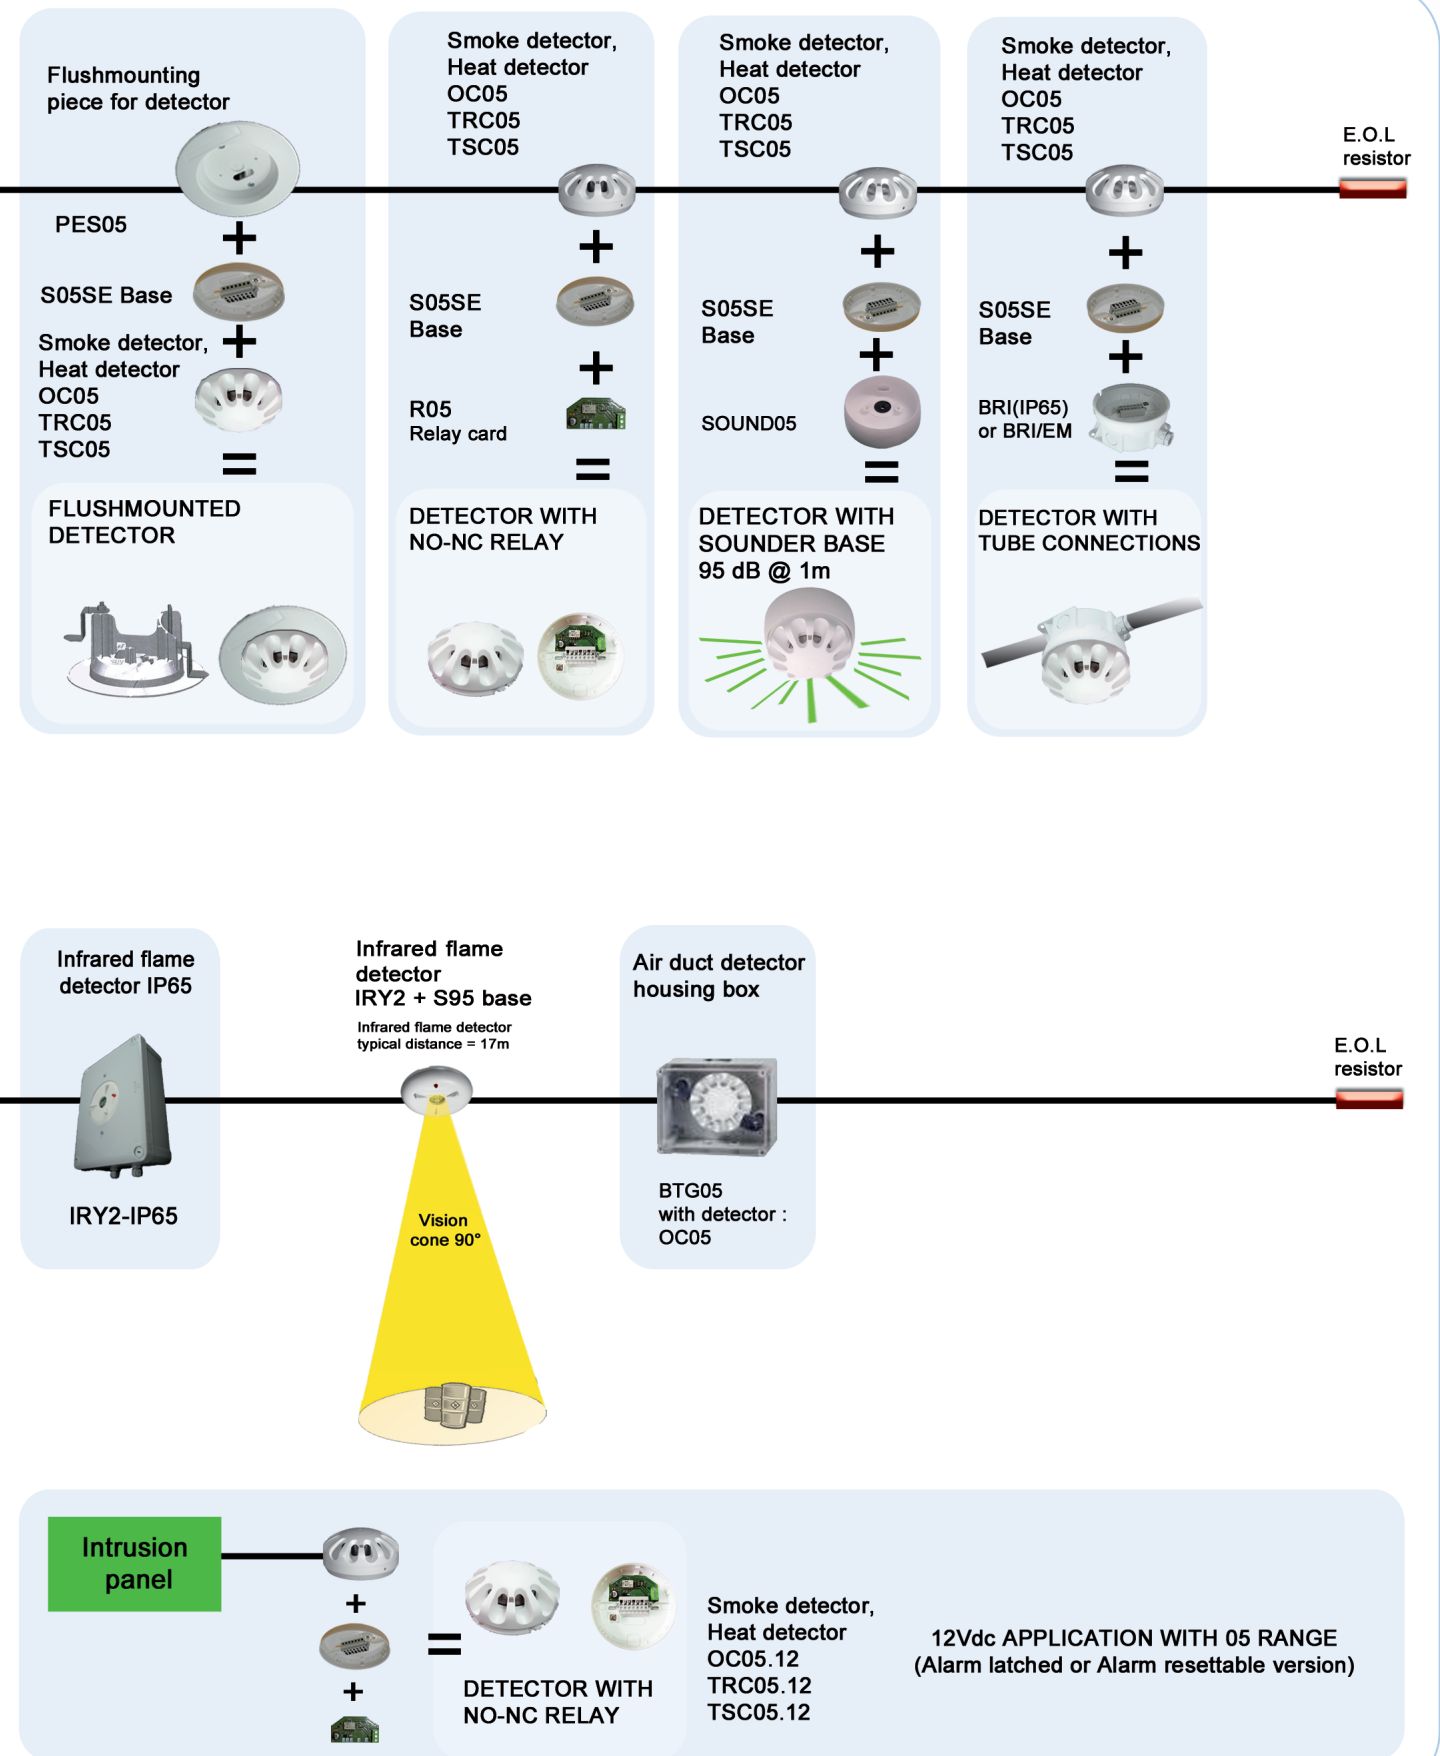 Flushmounting
piece for detector
PES05
S05SE Base
Smoke detector,
Heat detector
OC05
TRC05
TSC05
FLUSHMOUNTED
DETECTOR
Smoke detector,
Heat detector
OC05
TRC05
TSC05
S05SE
Base
R05
Relay card
DETECTOR WITH
NO-NC RELAY
Smoke detector,
Heat detector
OC05
TRC05
TSC05
S05SE
Base
SOUND05
DETECTOR WITH
SOUNDER BASE
95 dB @ 1m
Smoke detector,
Heat detector
OC05
TRC05
TSC05
S05SE
Base
BRI(IP65)
or BRI/EM
DETECTOR WITH
TUBE CONNECTIONS
E.O.L
resistor
Infrared flame
detector IP65
IRY2-IP65
Infrared flame
detector
IRY2 + S95 base
Infrared flame detector
typical distance = 17m
Vision
cone 90°
Air duct detector
housing box
BTG05
with detector :
OC05
E.O.L
resistor
Intrusion
panel
DETECTOR WITH
NO-NC RELAY
Smoke detector,
Heat detector
OC05.12
TRC05.12
TSC05.12
12Vdc APPLICATION WITH 05 RANGE
(Alarm latched or Alarm resettable version)